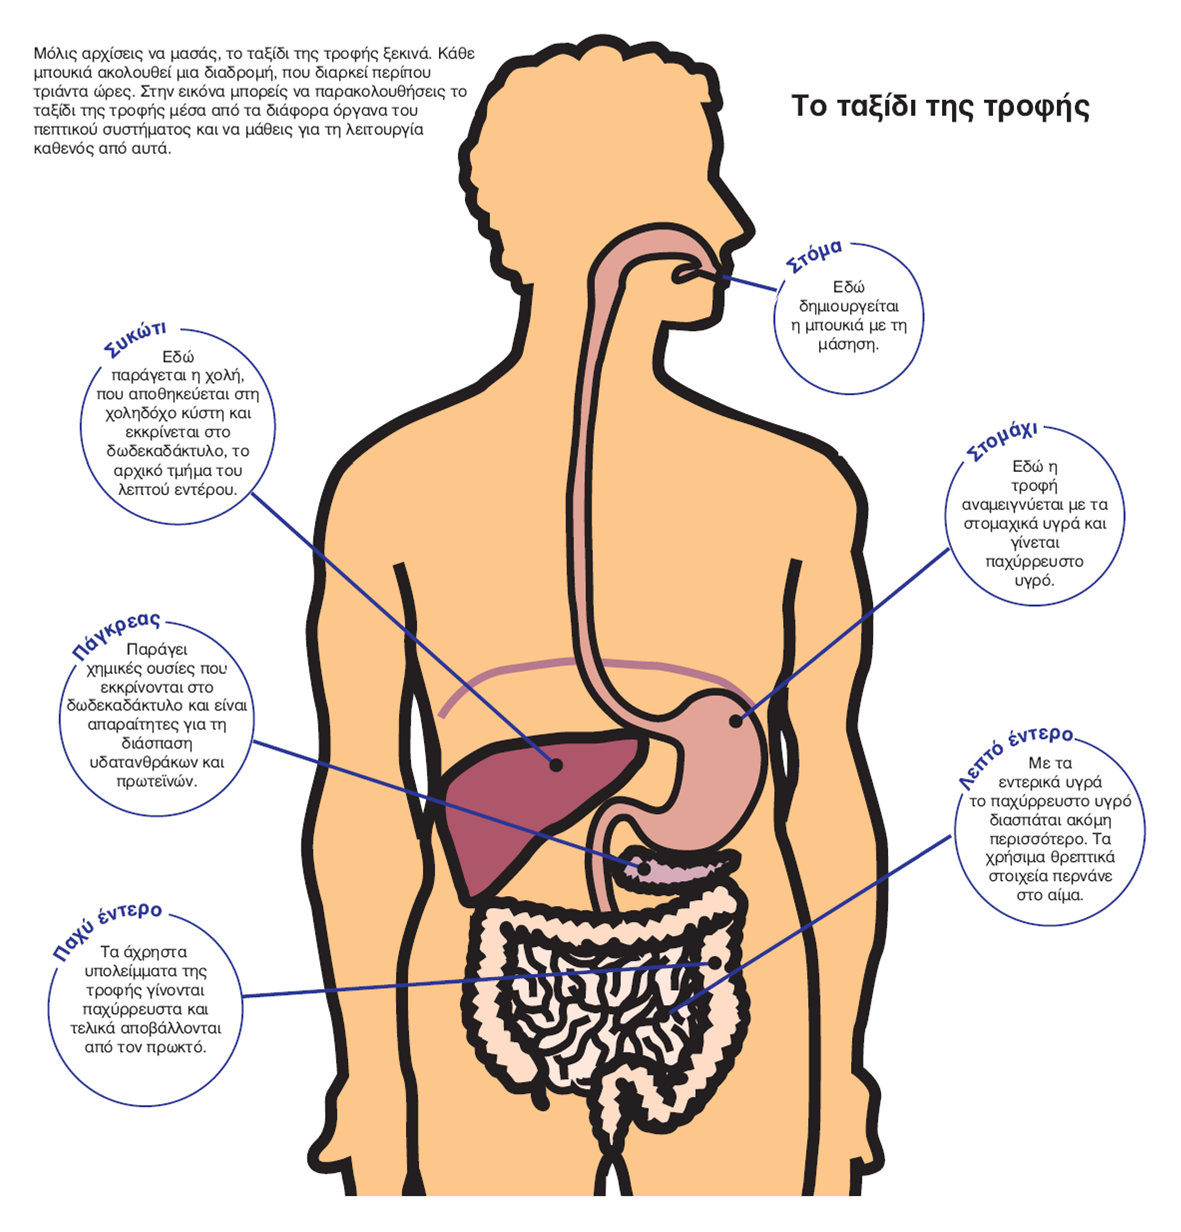 Μόλις αρχίσεις να μασάς, το ταξίδι της τροφής ξεκινά. Κάθε
μπουκιά ακολουθεί μια διαδρομή, που διαρκεί περίπου
τριάντα ώρες. Στην εικόνα μπορείς να παρακολουθήσεις το
ταξίδι της τροφής μέσα από τα διάφορα όργανα του
πεπτικού συστήματος και να μάθεις για τη λειτουργία
καθενός από αυτά.
Το ταξίδι της τροφής
Στόμα
Εδώ
δημιουργείται
η μπουκιά με τη
μάσηση.
Συκώτι
Εδώ
παράγεται η χολή,
που αποθηκεύεται στη
χοληδόχο κύστη και
εκκρίνεται στο
δωδεκαδάκτυλο, το
αρχικό τμήμα του
λεπτού εντέρου.
Στομάχι
Εδώ η
τροφή
αναμειγνύεται με τα
στομαχικά υγρά και
γίνεται
παχύρρευστο
υγρό.
Πάγκρεας
Παράγει
χημικές ουσίες που
εκκρίνονται στο
δωδεκαδάκτυλο και είναι
απαραίτητες για τη
διάσπαση
υδατανθράκων και
πρωτεϊνών.
Λεπτό έντερο
Με τα
εντερικά υγρά
το παχύρρευστο υγρό
διασπάται ακόμη
περισσότερο. Τα
χρήσιμα θρεπτικά
στοιχεία περνάνε
στο αίμα.
Παχύ έντερο
Τα άχρηστα
υπολείμματα της
τροφής γίνονται
παχύρρευστα και
τελικά αποβάλλονται
από τον πρωκτό.